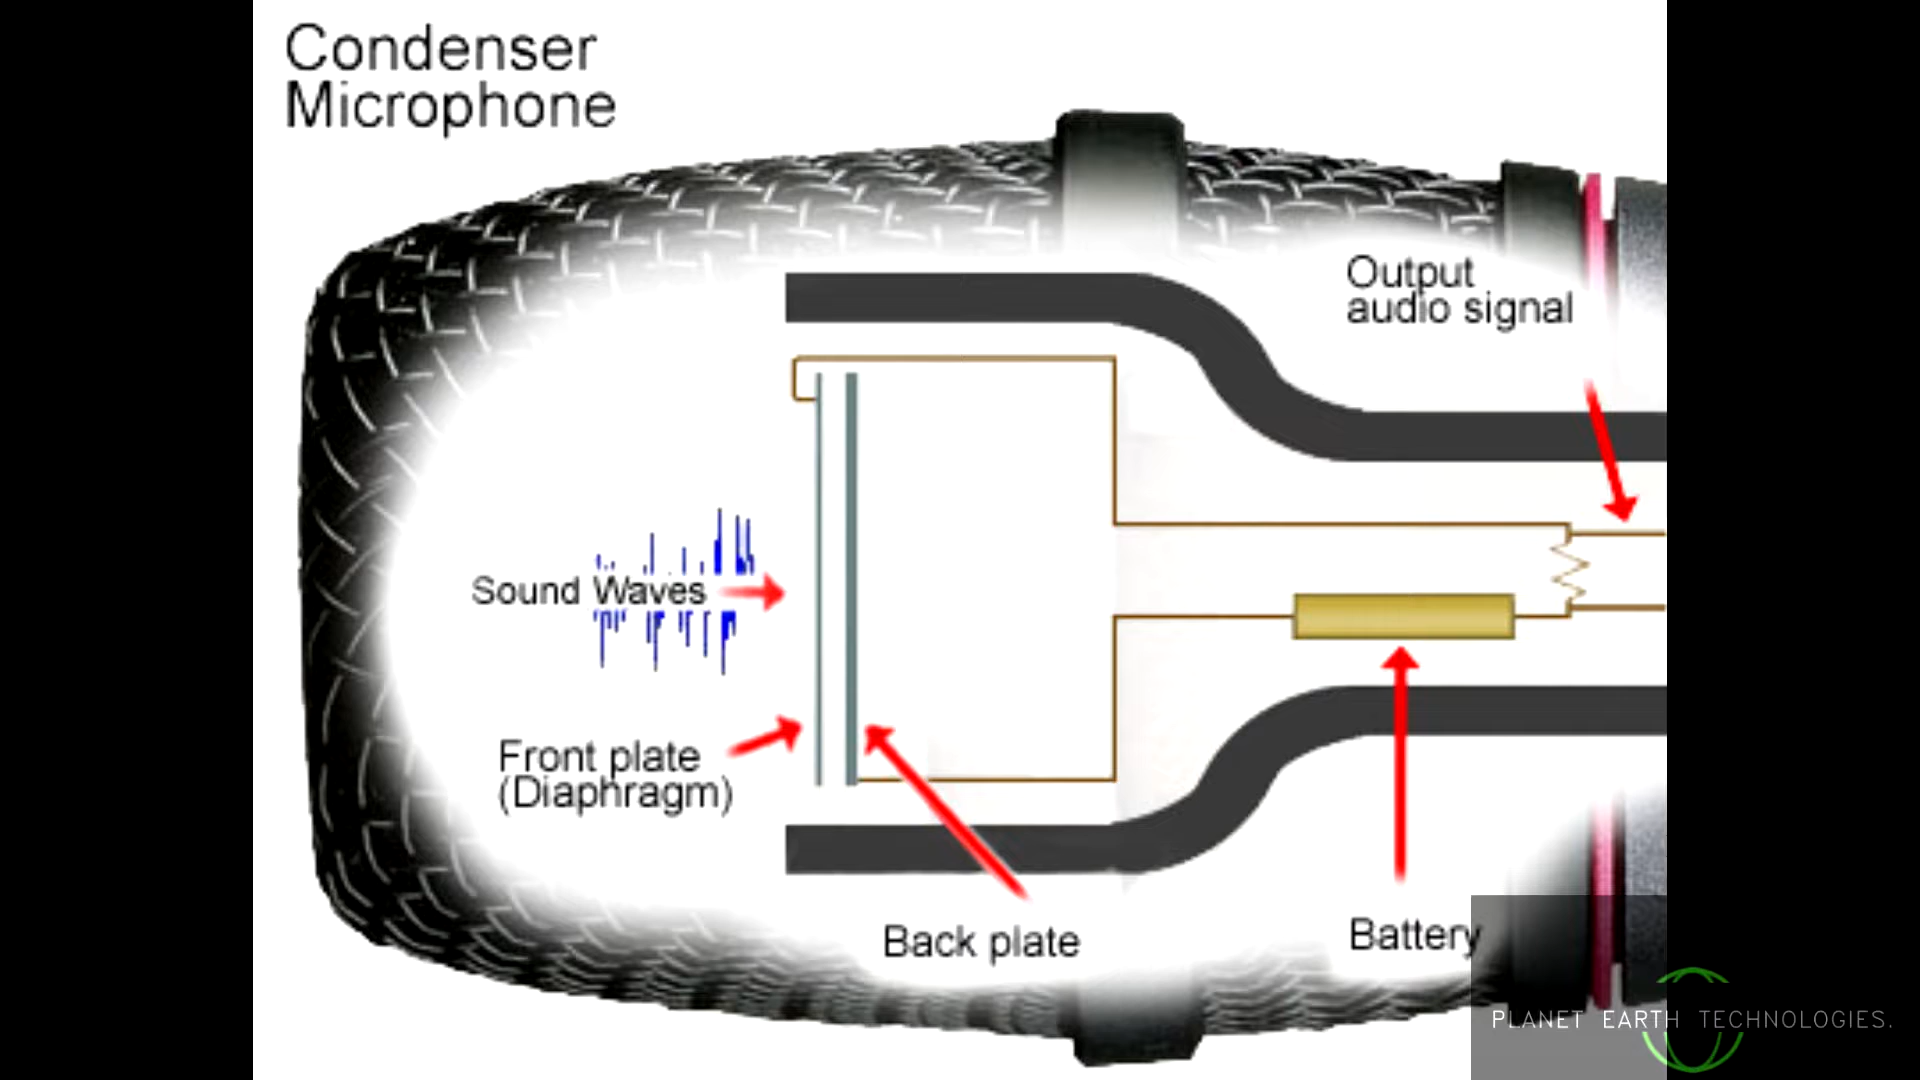 Condenser
Microphone
Output
audio signal
Sound Waves
Front plate
(Diaphragm)
Back plate
Battery
PLANET EARTH TECHNOLOGIES.